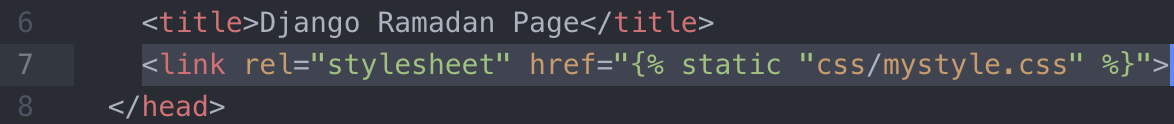 6 <title>Django Ramadan Page</title>
7 <link rel="stylesheet" href="{% static "css/mystyle.css" %}">
8 </head>